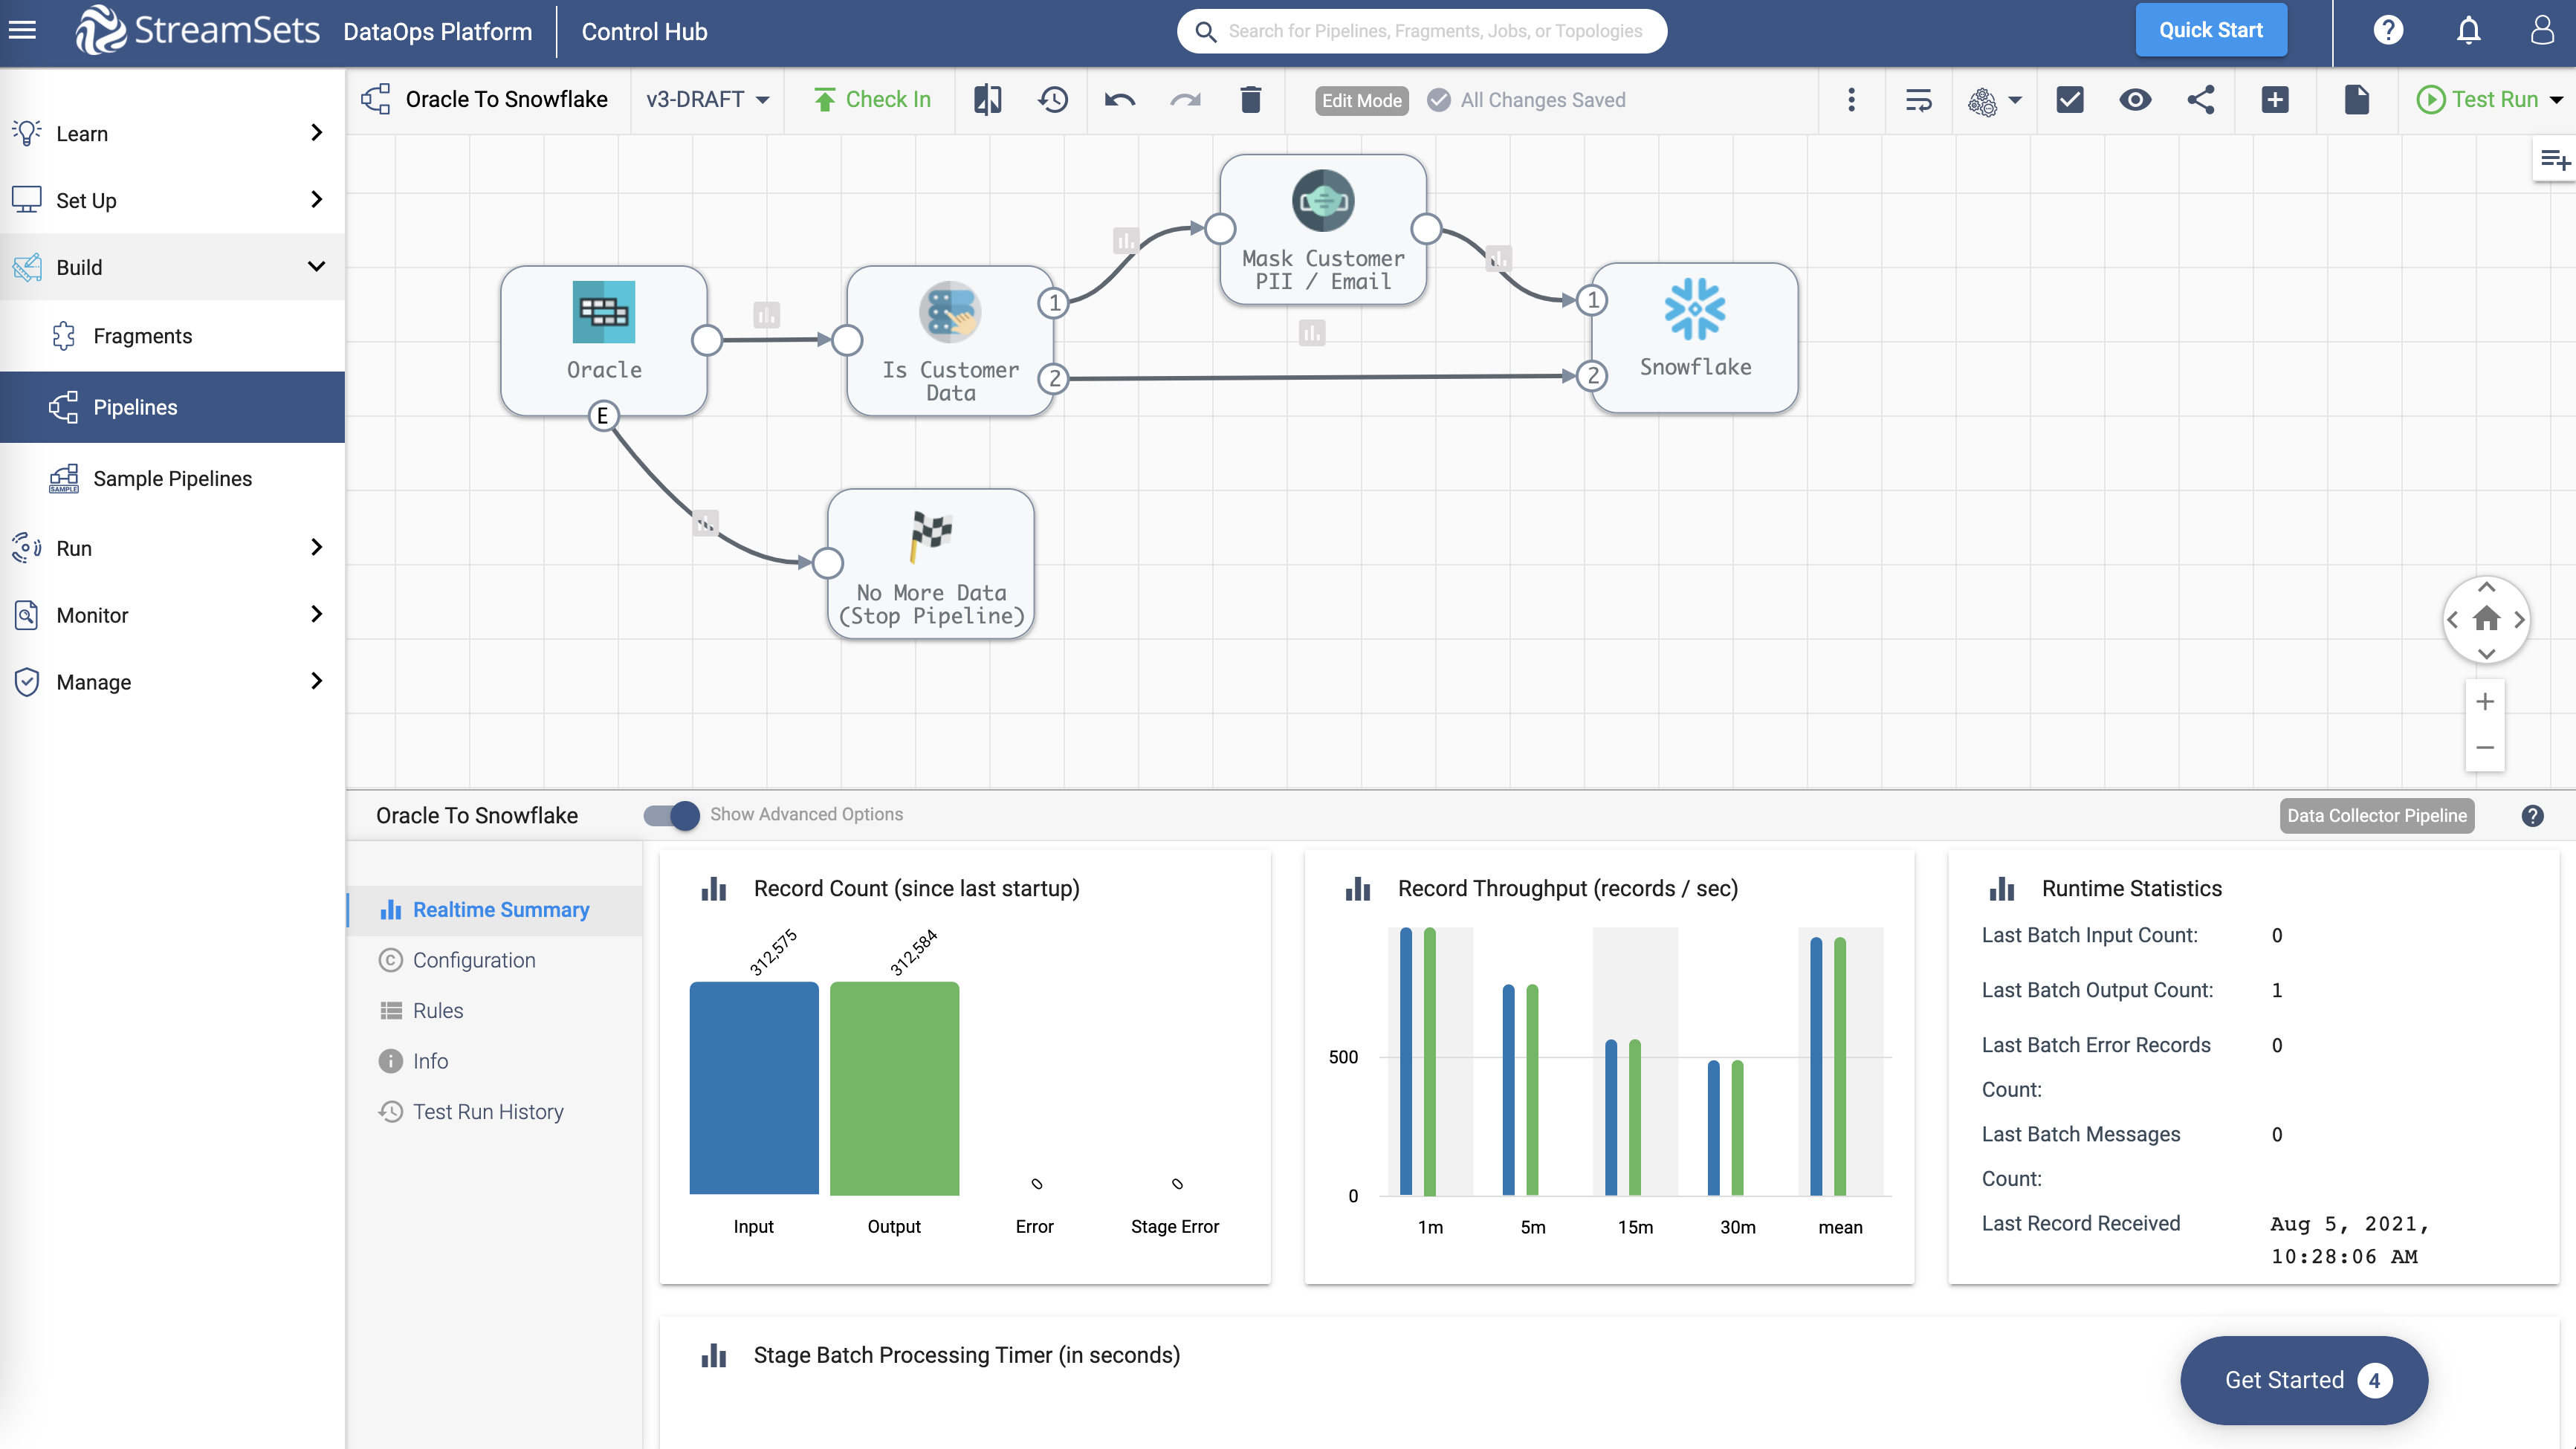 StreamSets DataOps Platform Control Hub
Search for Pipelines, Fragments, Jobs, or Topologies
Quick Start
Oracle To Snowflake
v3-DRAFT
Check In
Edit Mode
All Changes Saved
Test Run
Learn
Set Up
Build
Fragments
Pipelines
SAMPLE
Sample Pipelines
Run
Monitor
Manage
Oracle
E
Is Customer
Data
1
2
Mask Customer
PII / Email
1
2
Snowflake
No More Data
(Stop Pipeline)
Oracle To Snowflake
Show Advanced Options
Data Collector Pipeline
Realtime Summary
Configuration
Rules
Info
Test Run History
Record Count (since last startup)
312,575
312,584
0
0
Input
Output
Error
Stage Error
Record Throughput (records / sec)
500
0
1m
5m
15m
30m
mean
Runtime Statistics
Last Batch Input Count: 0
Last Batch Output Count: 1
Last Batch Error Records 0
Count:
Last Batch Messages 0
Count:
Last Record Received Aug 5, 2021,
10:28:06 AM
Stage Batch Processing Timer (in seconds)
Get Started 4